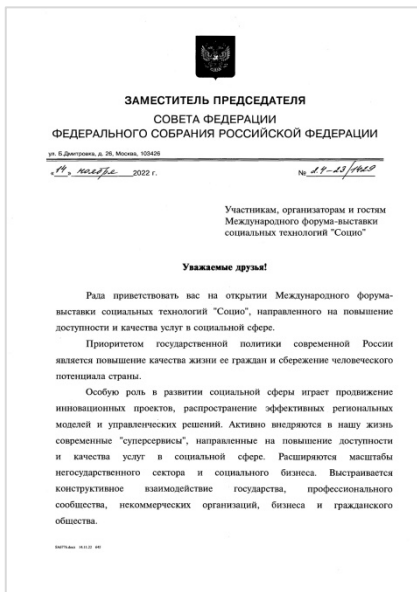 ЗАМЕСТИТЕЛЬ ПРЕДСЕДАТЕЛЯ
СОВЕТА ФЕДЕРАЦИИ
ФЕДЕРАЛЬНОГО СОБРАНИЯ РОССИЙСКОЙ ФЕДЕРАЦИИ
ул. Б.Дмитровка, д. 26, Москва, 103426
«14» ноября 2022 г. №
Участникам, организаторам и гостям
Международного форума-выставки
социальных технологий "Социо"
Уважаемые друзья!
Рада приветствовать вас на открытии Международного форума-
выставки социальных технологий "Социо", направленного на повышение
доступности и качества услуг в социальной сфере.
Приоритетом государственной политики современной России
является повышение качества жизни ее граждан и сбережение человеческого
потенциала страны.
Особую роль в развитии социальной сферы играет продвижение
инновационных проектов, распространение эффективных региональных
моделей и управленческих решений. Активно внедряются в нашу жизнь
современные "суперсервисы", направленные на повышение доступности
и качества услуг в социальной сфере. Расширяются масштабы
негосударственного сектора и социального бизнеса. Выстраивается
конструктивное взаимодействие государства, профессионального
сообщества, некоммерческих организаций, бизнеса и гражданского
общества.